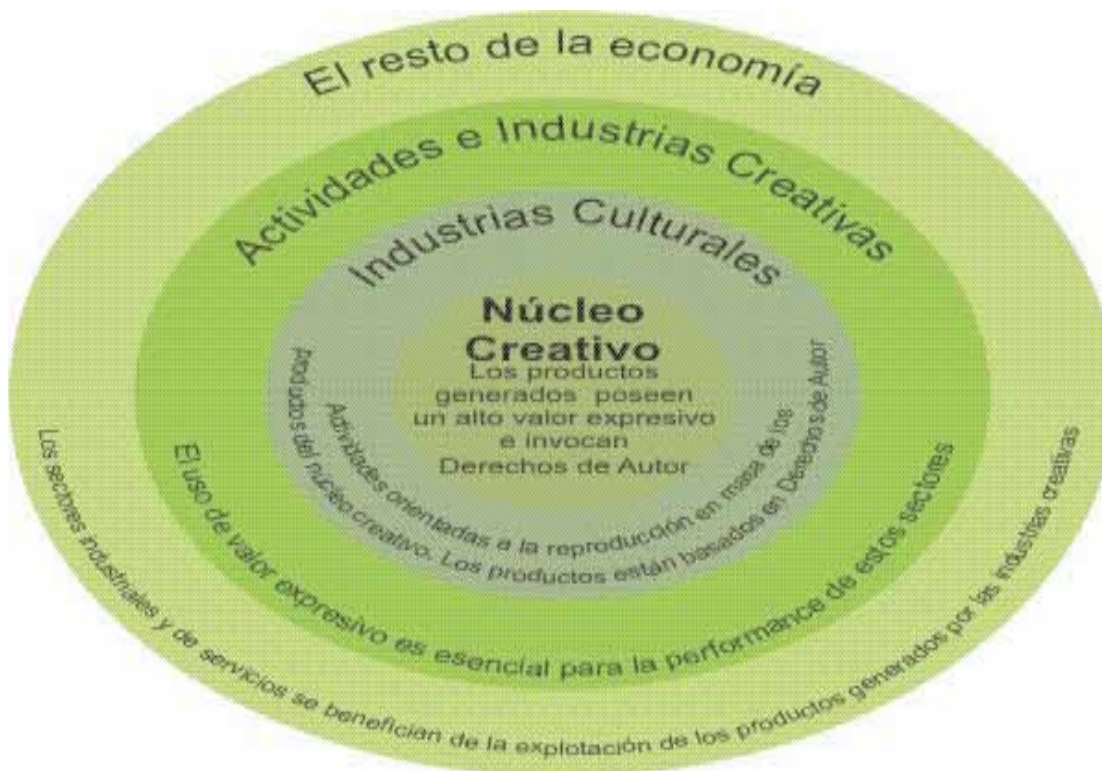 El resto de la economía
Actividades e Industrias Creativas
Industrias Culturales
Núcleo
Creativo
Los productos
generados poseen
un alto valor expresivo
e invocan
Derechos de Autor
Actividades orientadas a la reproducción en masa de los
productos del núcleo creativo. Los productos están basados en Derechos de Autor
El uso de valor expresivo es esencial para la performance de estos sectores
Los sectores industriales y de servicios se benefician de la explotación de los productos generados por las industrias creativas